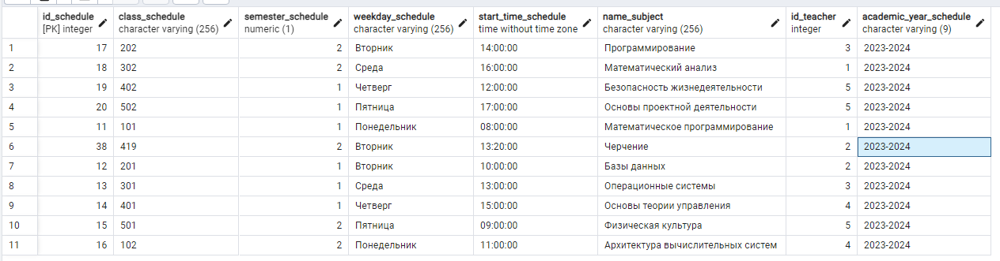 id_schedule class_schedule semester_schedule weekday_schedule start_time_schedule name_subject id_teacher academic_year_schedule
[PK] integer character varying (256) numeric (1) character varying (256) time without time zone character varying (256) integer character varying (9)
1 17 202 2 Вторник 14:00:00 Программирование 3 2023-2024
2 18 302 2 Среда 16:00:00 Математический анализ 1 2023-2024
3 19 402 1 Четверг 12:00:00 Безопасность жизнедеятельности 5 2023-2024
4 20 502 1 Пятница 17:00:00 Основы проектной деятельности 5 2023-2024
5 11 101 1 Понедельник 08:00:00 Математическое программирование 1 2023-2024
6 38 419 2 Вторник 13:20:00 Черчение 2 2023-2024
7 12 201 1 Вторник 10:00:00 Базы данных 2 2023-2024
8 13 301 1 Среда 13:00:00 Операционные системы 3 2023-2024
9 14 401 1 Четверг 15:00:00 Основы теории управления 4 2023-2024
10 15 501 2 Пятница 09:00:00 Физическая культура 5 2023-2024
11 16 102 2 Понедельник 11:00:00 Архитектура вычислительных систем 4 2023-2024